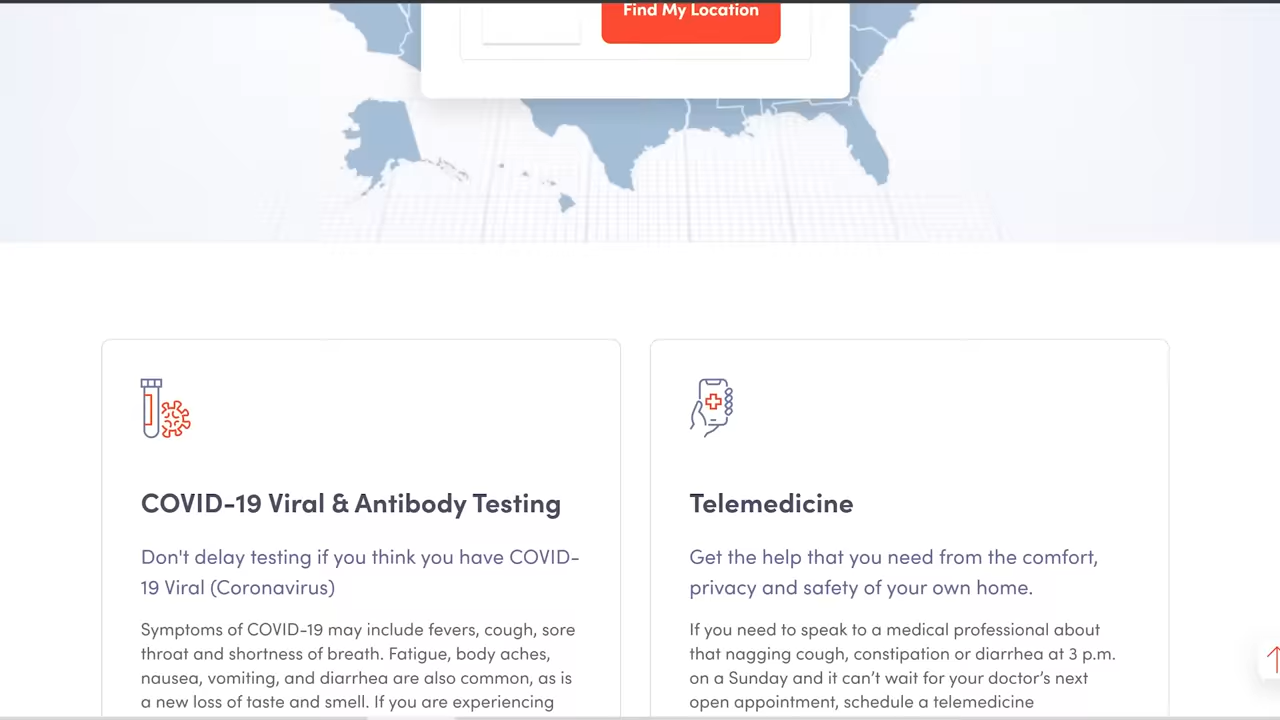 Find My Location
COVID-19 Viral & Antibody Testing
Don't delay testing if you think you have COVID-
19 Viral (Coronavirus)
Symptoms of COVID-19 may include fevers, cough, sore
throat and shortness of breath. Fatigue, body aches,
nausea, vomiting, and diarrhea are also common, as is
a new loss of taste and smell. If you are experiencing
Telemedicine
Get the help that you need from the comfort,
privacy and safety of your own home.
If you need to speak to a medical professional about
that nagging cough, constipation or diarrhea at 3 p.m.
on a Sunday and it can’t wait for your doctor’s next
open appointment, schedule a telemedicine